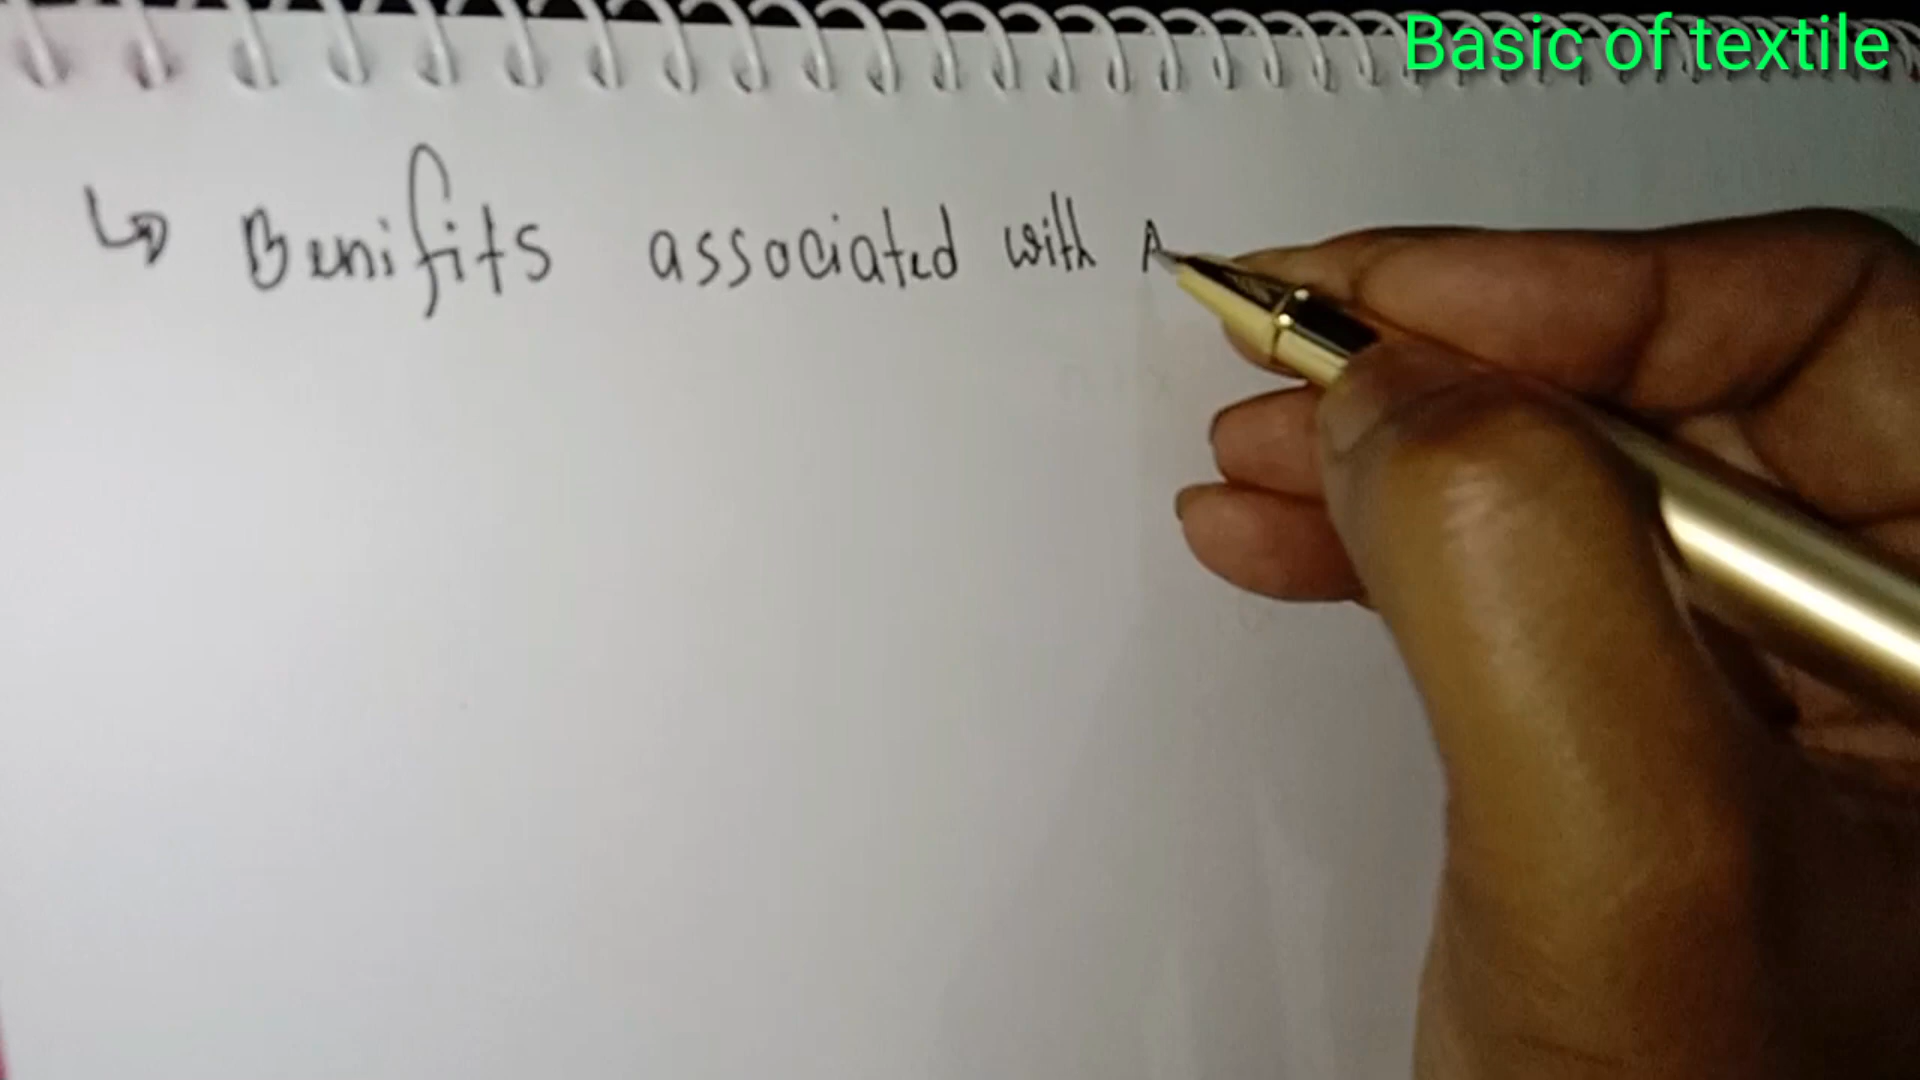 Basic of textile
↳ Benifits associated with A